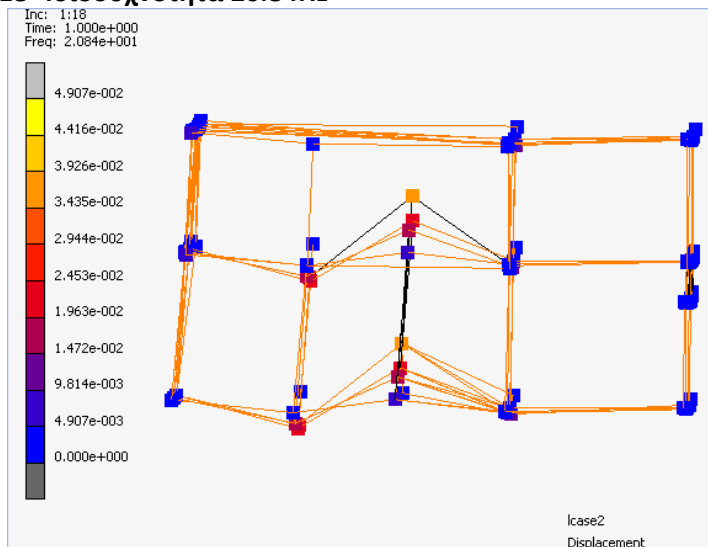 Inc: 1:18
Time: 1.000e+000
Freq: 2.084e+001
4.907e-002
4.416e-002
3.926e-002
3.435e-002
2.944e-002
2.453e-002
1.963e-002
1.472e-002
9.814e-003
4.907e-003
0.000e+000
lcase2
Displacement